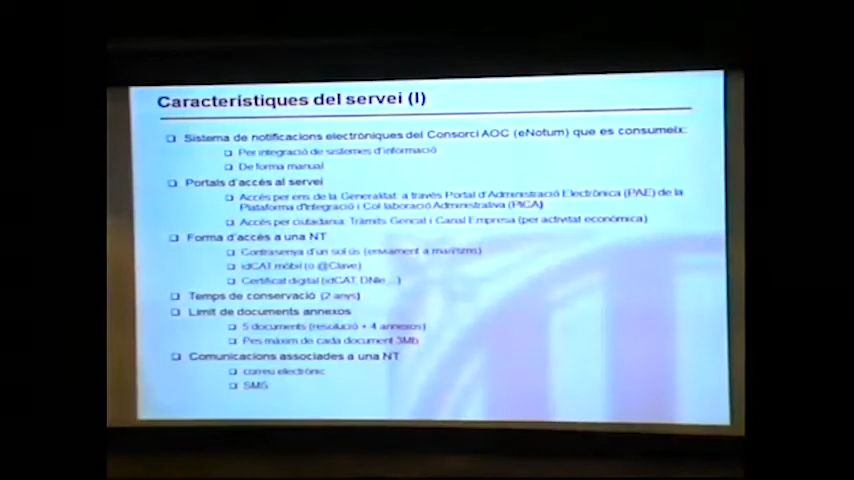 Característiques del servei (I)
❑ Sistema de notificacions electròniques del Consorci AOC (eNotum) que es consumeix:
❑ Per integració de sistemes d'informació
❑ De forma manual
❑ Portals d'accés al servei
❑ Accés per ens de la Generalitat: a través Portal d'Administració Electrònica (PAE) de la
Plataforma d'Integració i Col·laboració Administrativa (PICA)
❑ Accés per ciutadania: Tràmits Gencat i Canal Empresa (per activitat econòmica)
❑ Forma d'accés a una NT
❑ Contrasenya d'un sol ús (enviament a mail/sms)
❑ idCAT mòbil (o @Clave)
❑ Certificat digital (idCAT, DNIe ...)
❑ Temps de conservació (2 anys)
❑ Limit de documents annexos
❑ 5 documents (resolució + 4 annexos)
❑ Pes màxim de cada document 3Mb
❑ Comunicacions associades a una NT
❑ correu electrònic
❑ SMS